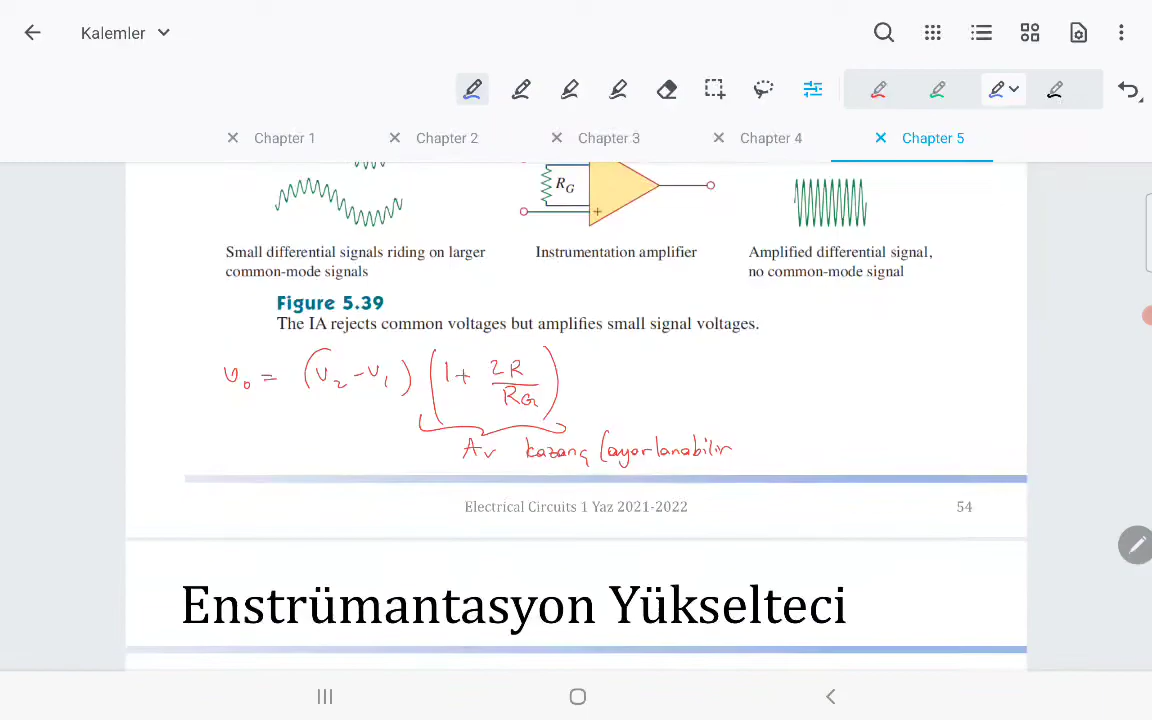 Kalemler
Chapter 1
Chapter 2
Chapter 3
Chapter 4
Chapter 5
R_G
+
Small differential signals riding on larger
common-mode signals
Instrumentation amplifier
Amplified differential signal,
no common-mode signal
Figure 5.39
The IA rejects common voltages but amplifies small signal voltages.
v_0 = (v_2 - v_1) (1 + 2R/R_G)
Av kazanç (ayarlanabilir
Electrical Circuits 1 Yaz 2021-2022
54
Enstrümantasyon Yükselteci